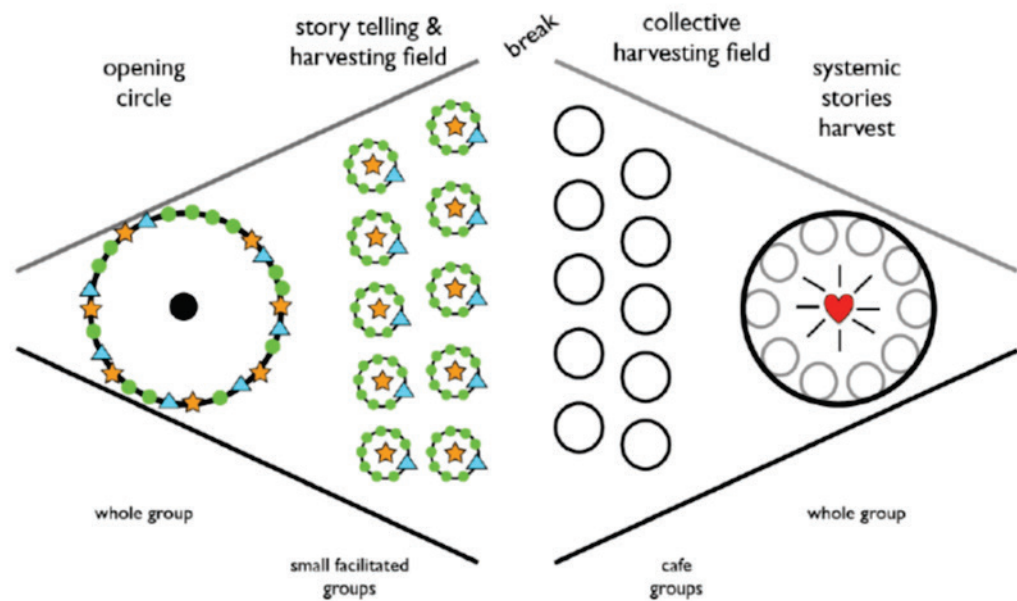 opening
circle
story telling &
harvesting field
break
collective
harvesting field
systemic
stories
harvest
whole group
small facilitated
groups
cafe
groups
whole group